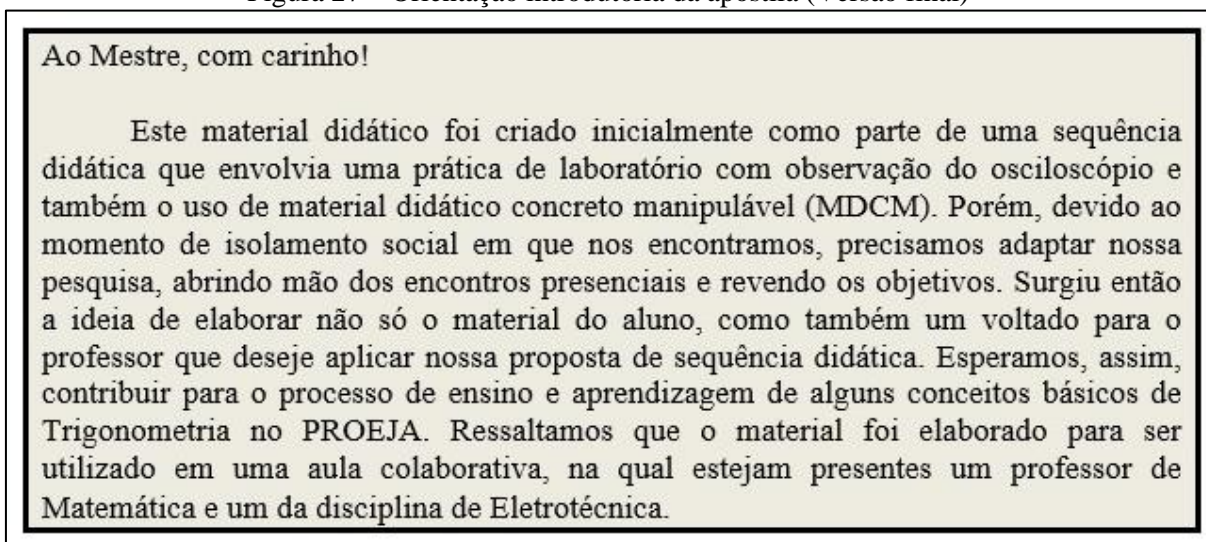 Ao Mestre, com carinho!
Este material didático foi criado inicialmente como parte de uma sequência
didática que envolvia uma prática de laboratório com observação do osciloscópio e
também o uso de material didático concreto manipulável (MDCM). Porém, devido ao
momento de isolamento social em que nos encontramos, precisamos adaptar nossa
pesquisa, abrindo mão dos encontros presenciais e revendo os objetivos. Surgiu então
a ideia de elaborar não só o material do aluno, como também um voltado para o
professor que deseje aplicar nossa proposta de sequência didática. Esperamos, assim,
contribuir para o processo de ensino e aprendizagem de alguns conceitos básicos de
Trigonometria no PROEJA. Ressaltamos que o material foi elaborado para ser
utilizado em uma aula colaborativa, na qual estejam presentes um professor de
Matemática e um da disciplina de Eletrotécnica.